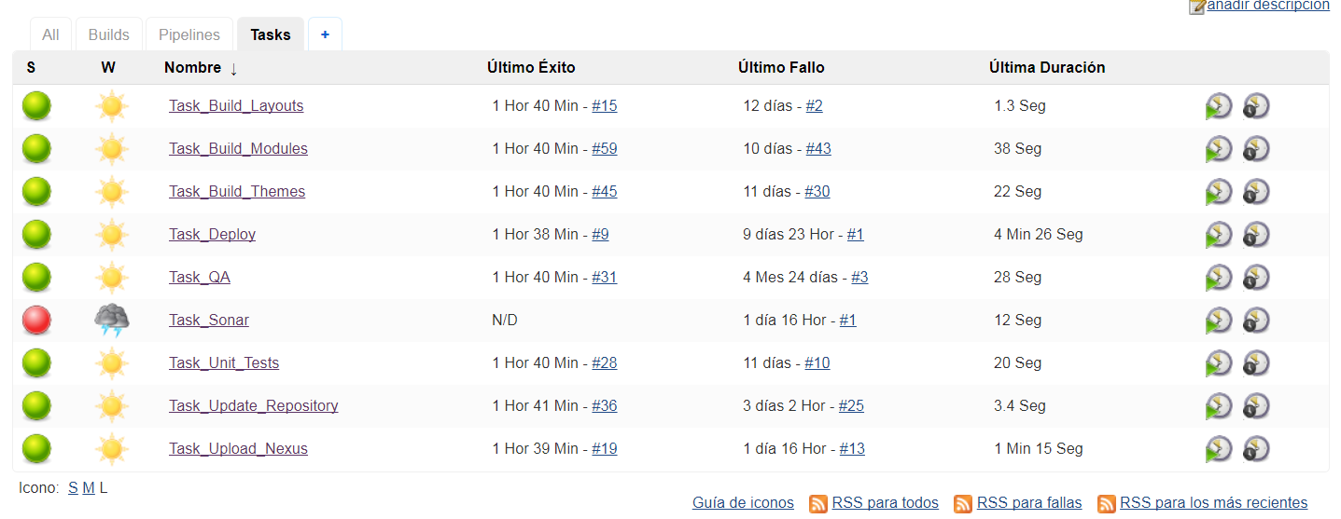 añadir descripción
All Builds Pipelines Tasks +
S W Nombre ↓ Último Éxito Último Fallo Última Duración
Task_Build_Layouts 1 Hor 40 Min - #15 12 días - #2 1.3 Seg
Task_Build_Modules 1 Hor 40 Min - #59 10 días - #43 38 Seg
Task_Build_Themes 1 Hor 40 Min - #45 11 días - #30 22 Seg
Task_Deploy 1 Hor 38 Min - #9 9 días 23 Hor - #1 4 Min 26 Seg
Task_QA 1 Hor 40 Min - #31 4 Mes 24 días - #3 28 Seg
Task_Sonar N/D 1 día 16 Hor - #1 12 Seg
Task_Unit_Tests 1 Hor 40 Min - #28 11 días - #10 20 Seg
Task_Update_Repository 1 Hor 41 Min - #36 3 días 2 Hor - #25 3.4 Seg
Task_Upload_Nexus 1 Hor 39 Min - #19 1 día 16 Hor - #13 1 Min 15 Seg
Icono: S M L
Guía de iconos RSS para todos RSS para fallas RSS para los más recientes